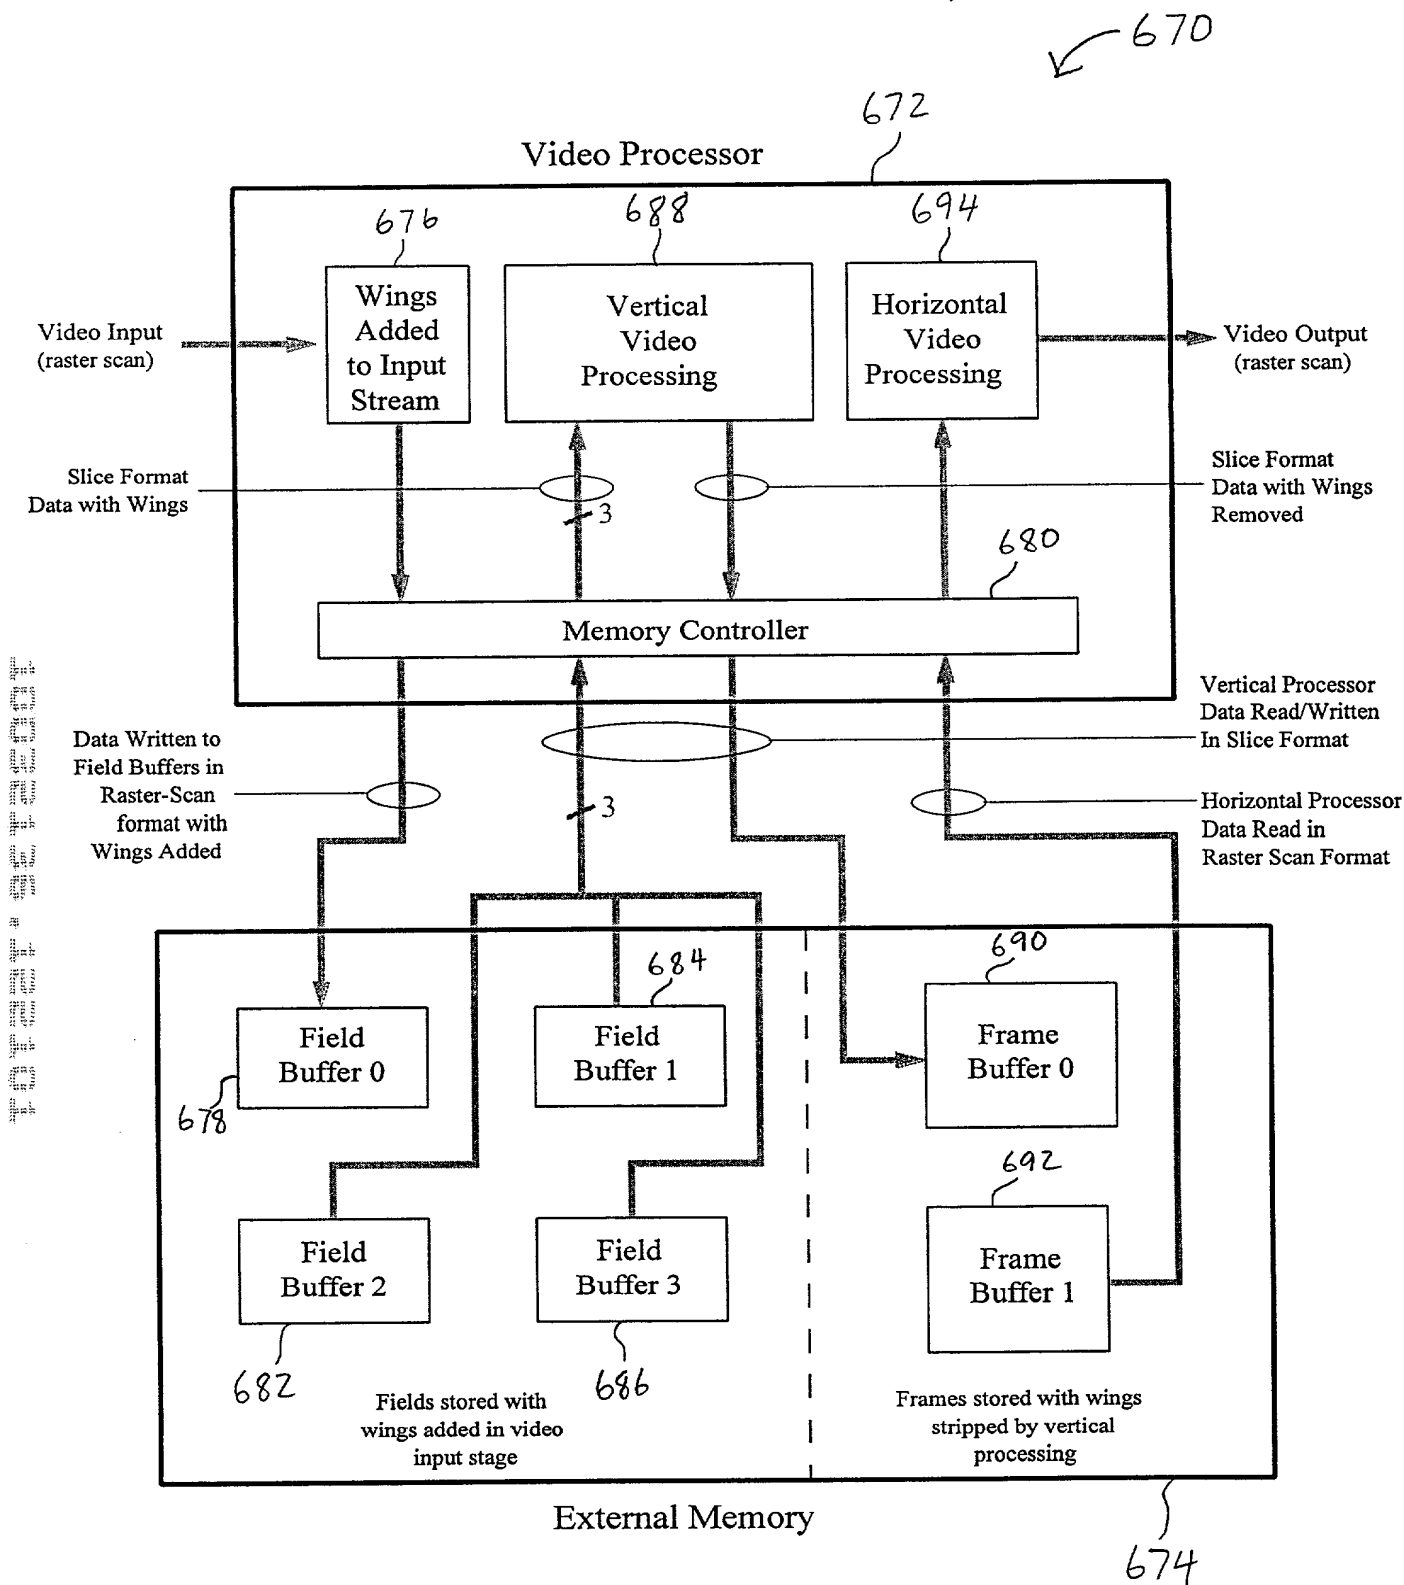 670
672
Video Processor
676
688
694
Wings
Added
to Input
Stream
Vertical
Video
Processing
Horizontal
Video
Processing
Video Input
(raster scan)
Video Output
(raster scan)
Slice Format
Data with Wings
3
Slice Format
Data with Wings
Removed
680
Memory Controller
Data Written to
Field Buffers in
Raster-Scan
format with
Wings Added
3
Vertical Processor
Data Read/Written
In Slice Format
Horizontal Processor
Data Read in
Raster Scan Format
684
690
Field
Buffer 0
Field
Buffer 1
Frame
Buffer 0
678
692
Field
Buffer 2
Field
Buffer 3
Frame
Buffer 1
682
686
Fields stored with
wings added in video
input stage
Frames stored with wings
stripped by vertical
processing
External Memory
674